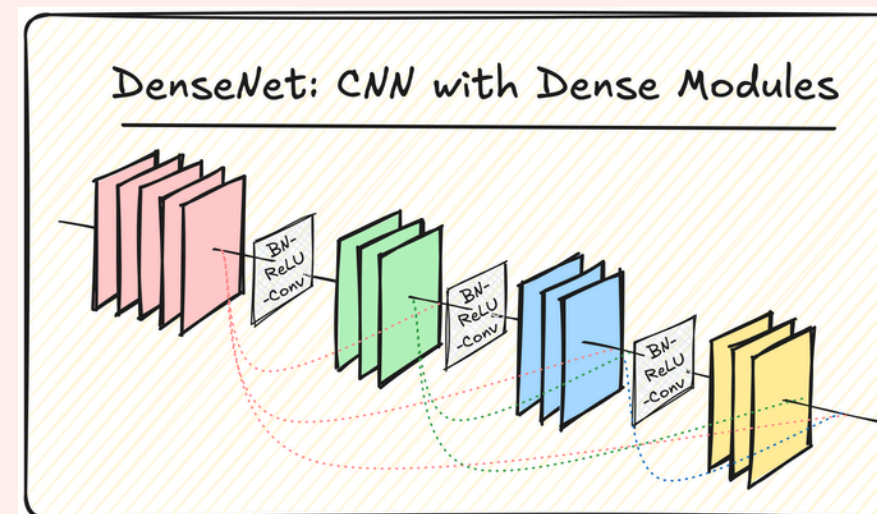 DenseNet: CNN with Dense Modules
BN-
ReLU
-Conv
BN-
ReLU
-Conv
BN-
ReLU
-Conv